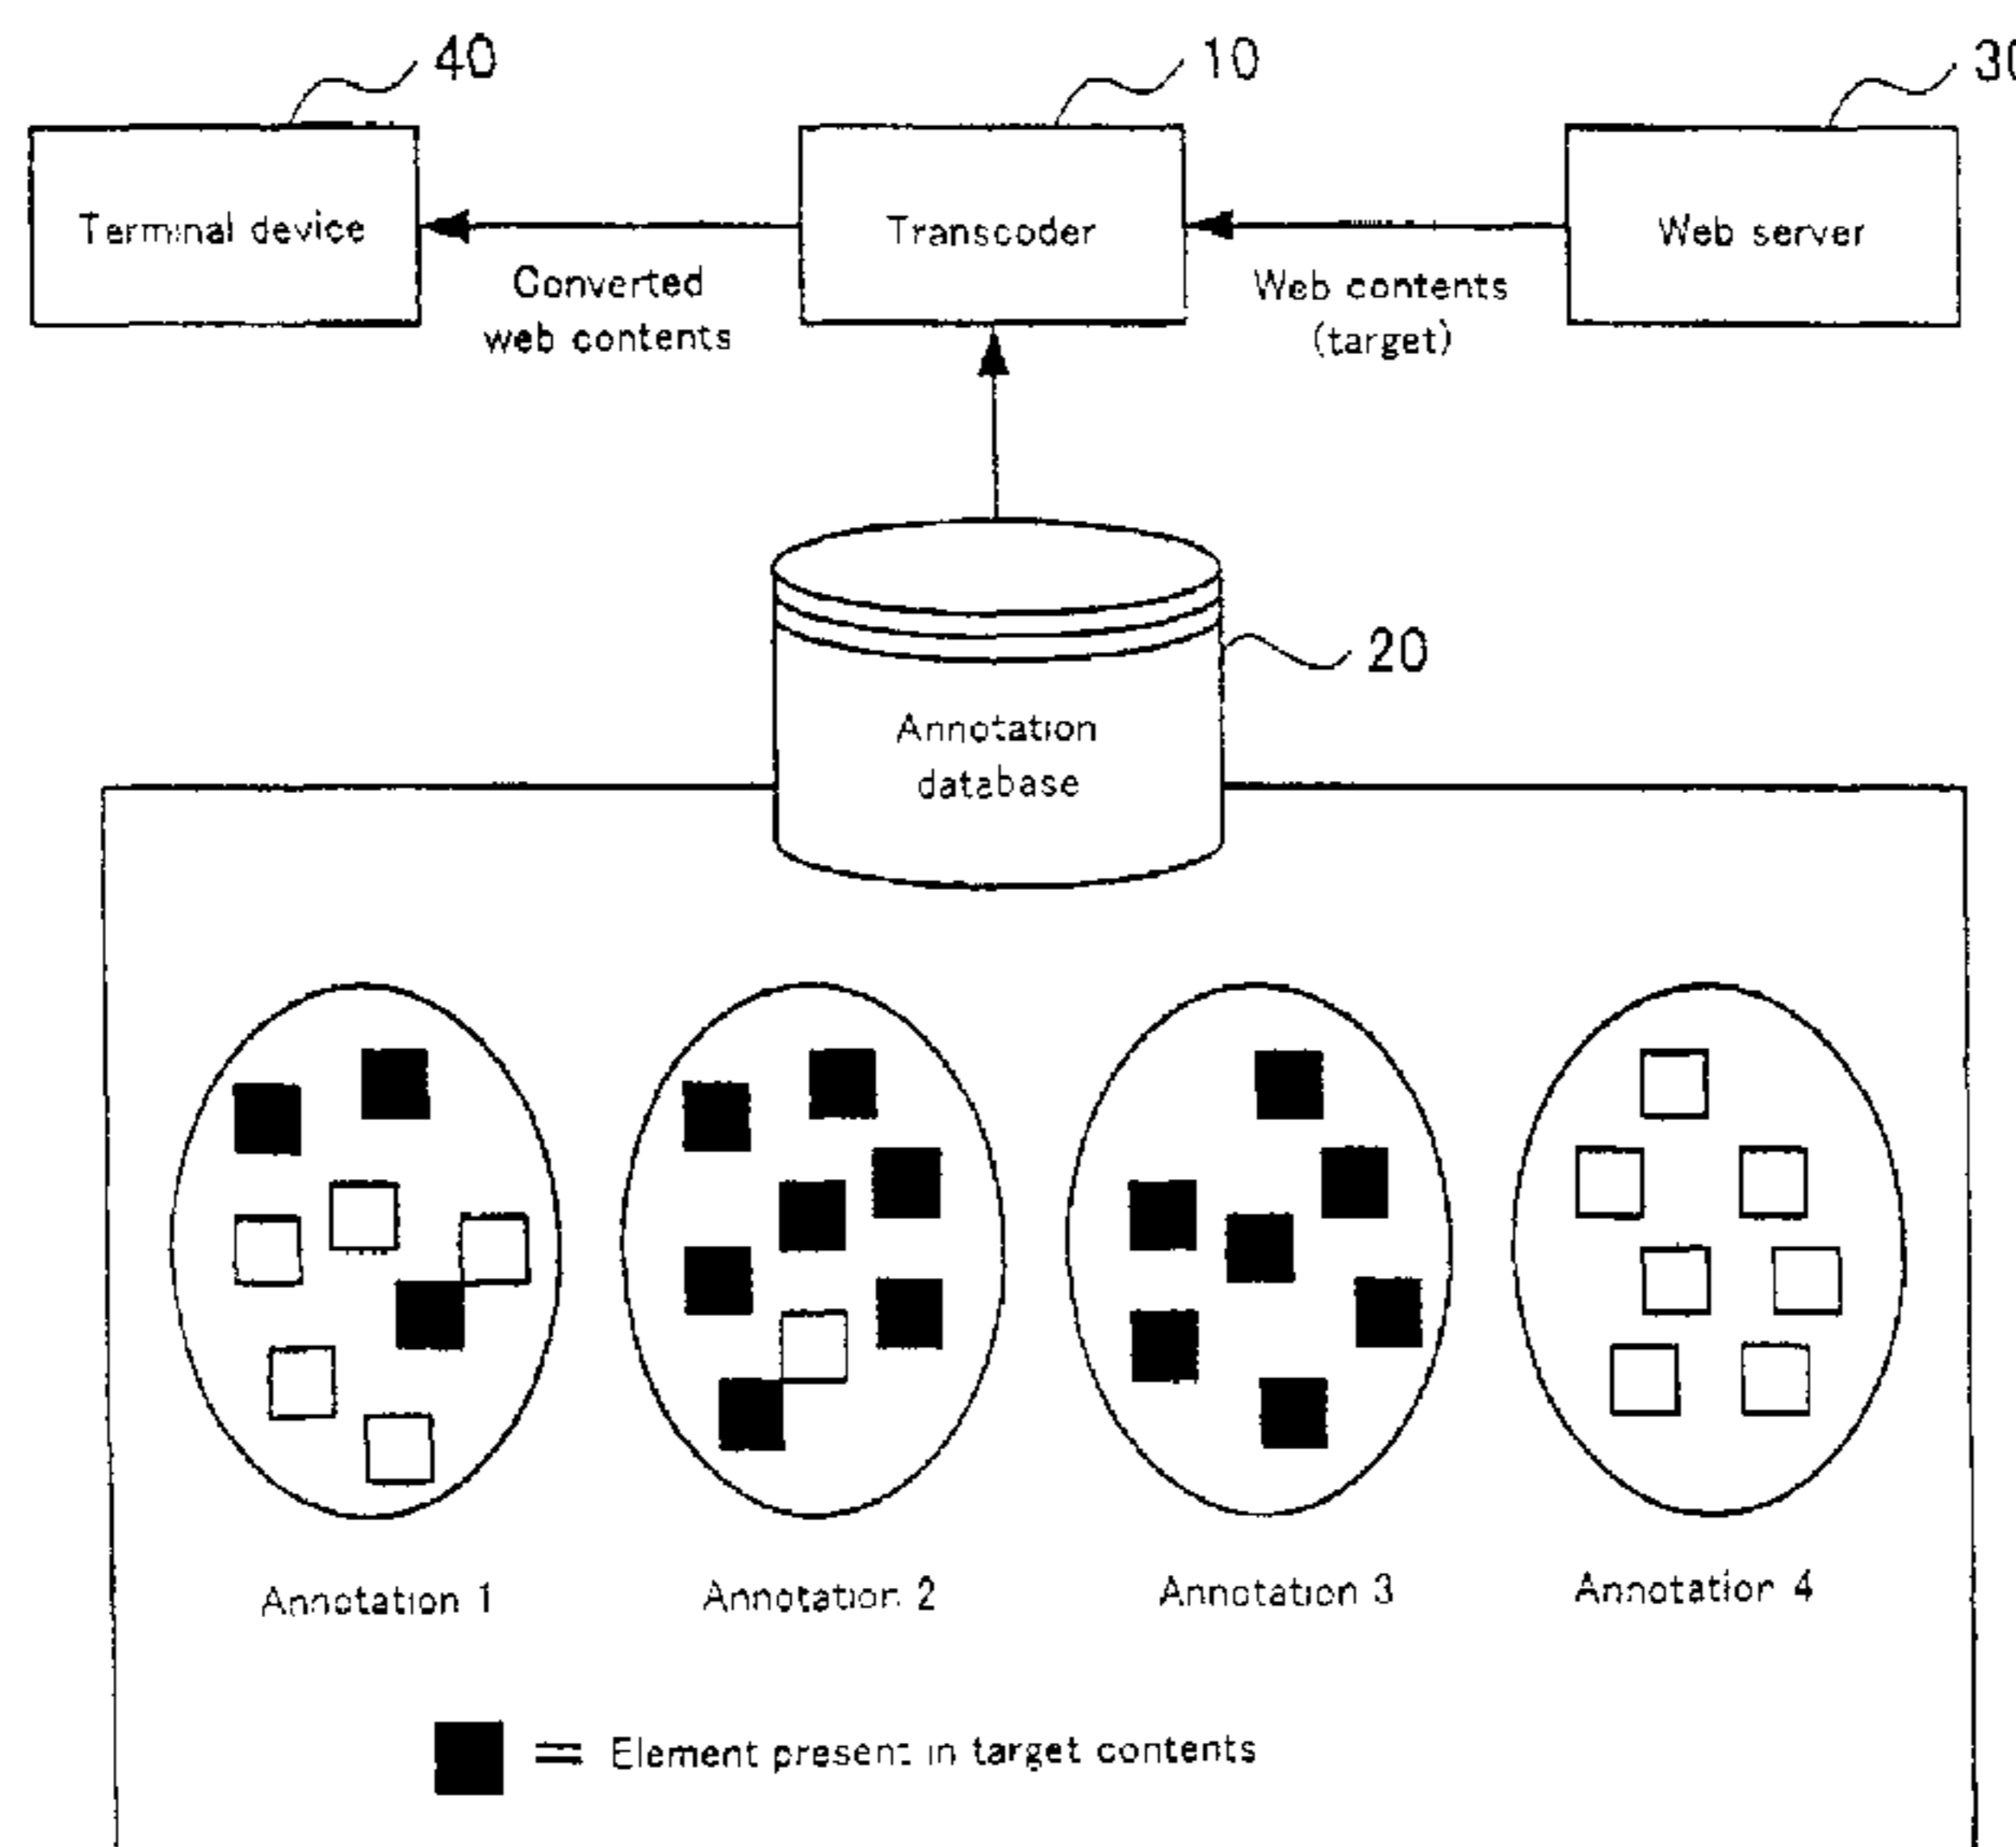 40
10
30
Terminal device
Transcoder
Web server
Converted
web contents
Web contents
(target)
20
Annotation
database
Annotation 1
Annotation 2
Annotation 3
Annotation 4
= Element present in target contents